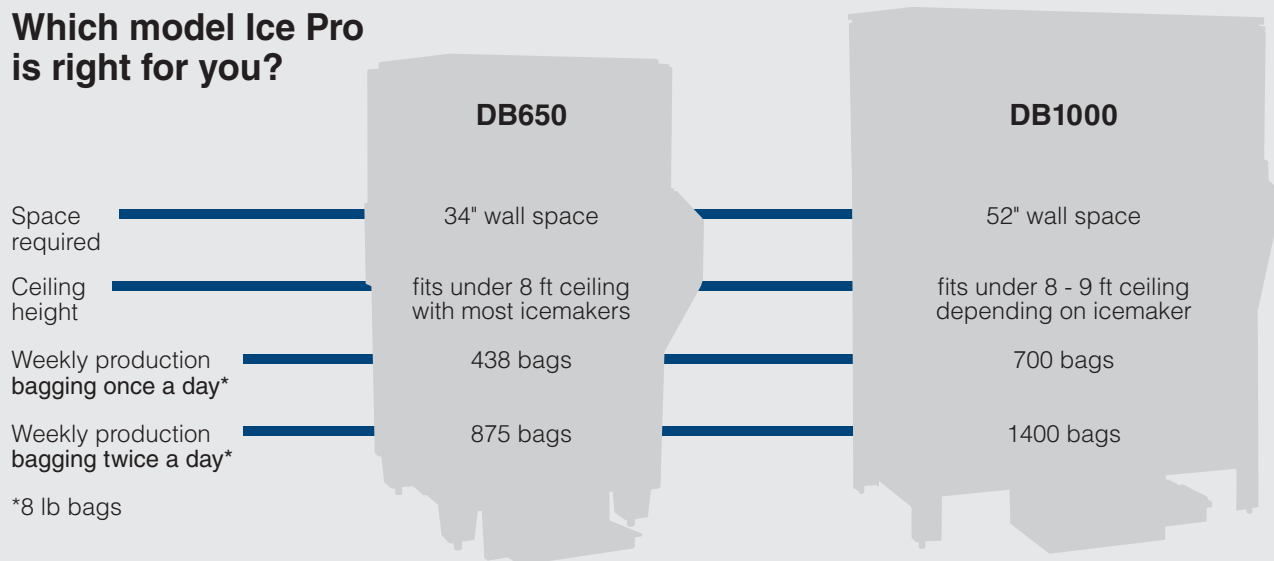 Which model Ice Pro
is right for you?
DB650
DB1000
Space
required
34" wall space
52" wall space
Ceiling
height
fits under 8 ft ceiling
with most icemakers
fits under 8 - 9 ft ceiling
depending on icemaker
Weekly production
bagging once a day*
438 bags
700 bags
Weekly production
bagging twice a day*
875 bags
1400 bags
*8 lb bags